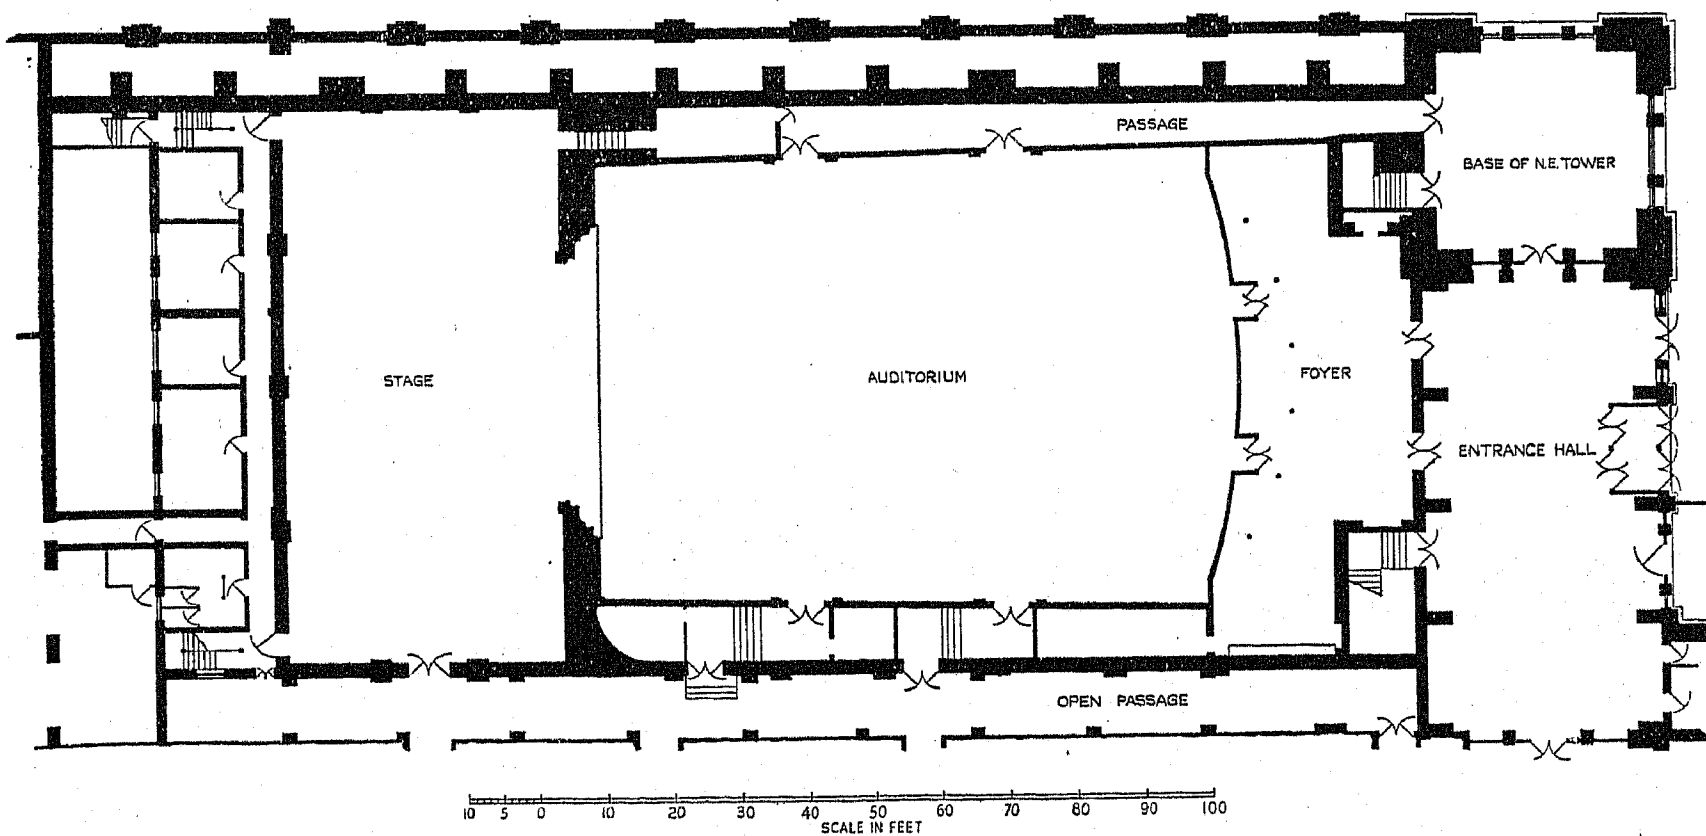 PASSAGE
BASE OF N.E. TOWER
STAGE
AUDITORIUM
FOYER
ENTRANCE HALL
OPEN PASSAGE
10 5 0 10 20 30 40 50 60 70 80 90 100
SCALE IN FEET